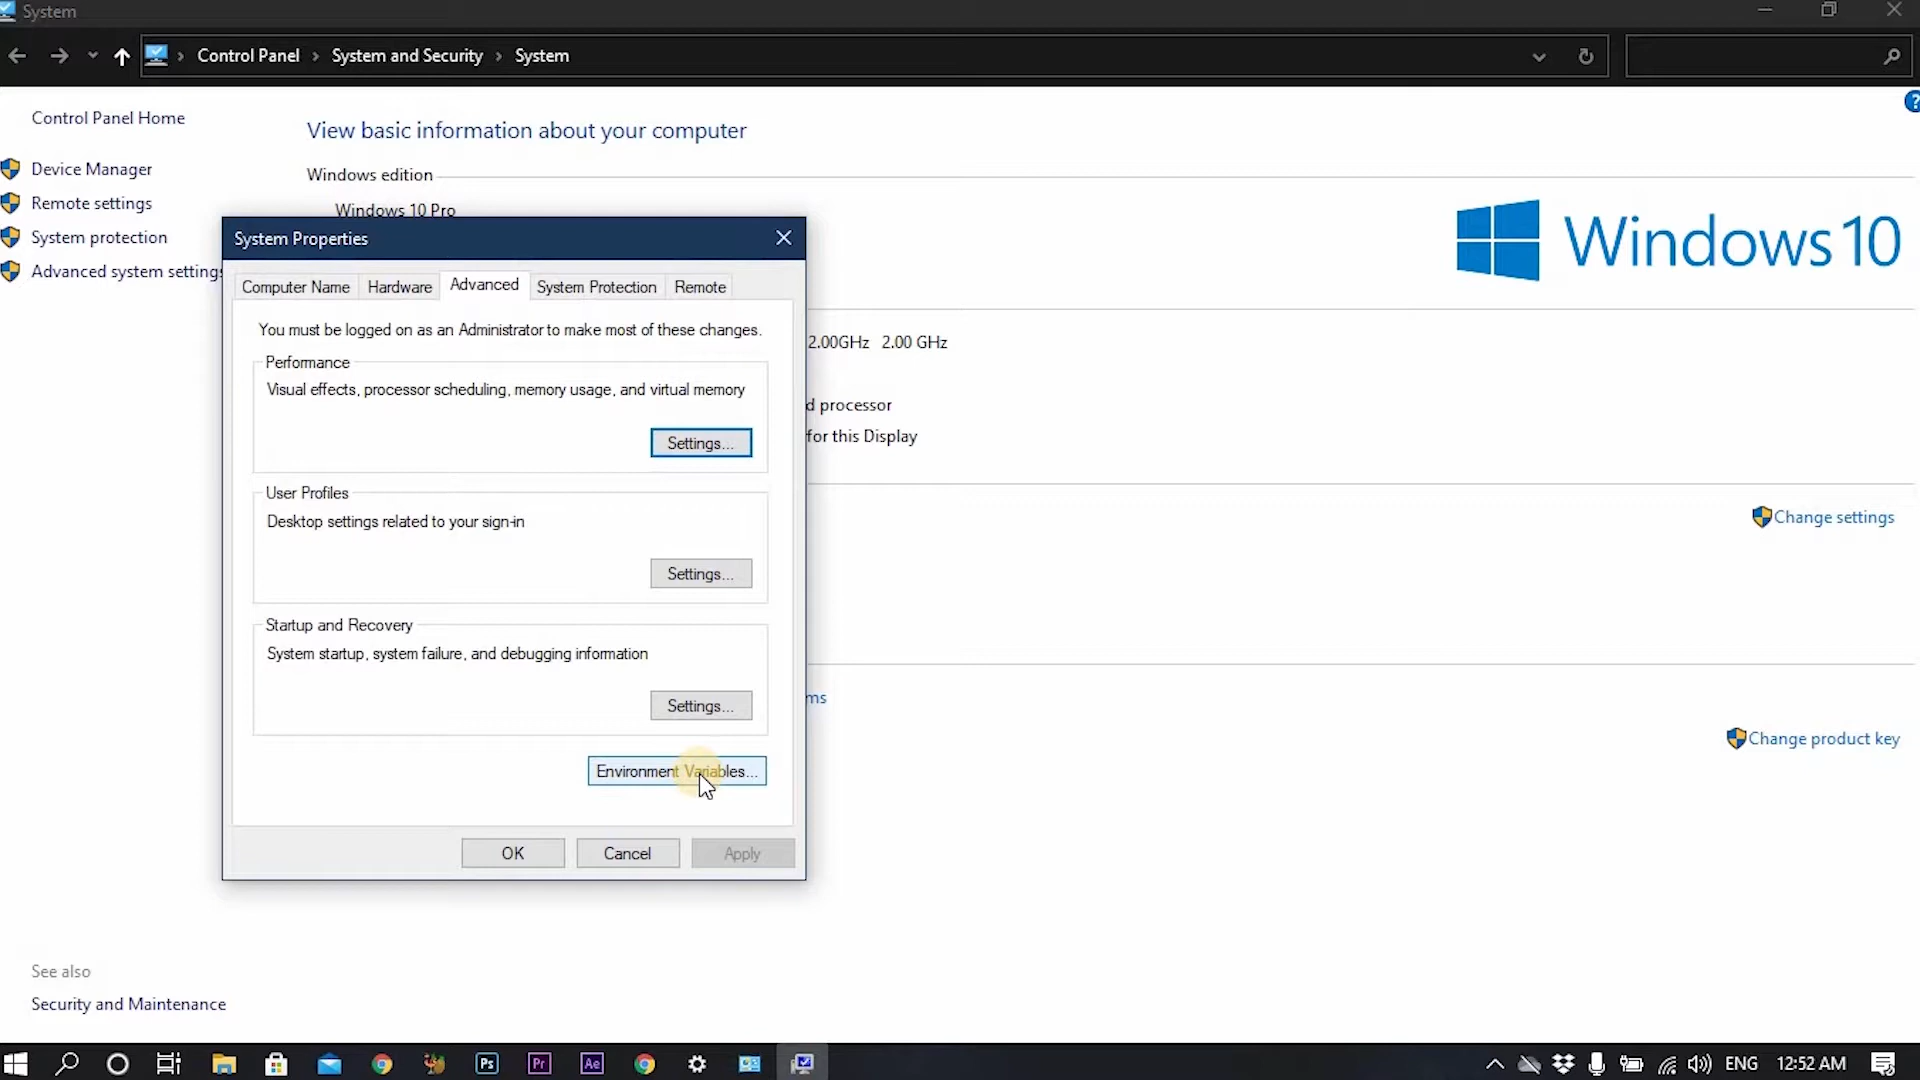 System
Control Panel › System and Security › System
Control Panel Home
Device Manager
Remote settings
System protection
Advanced system settings
View basic information about your computer
Windows edition
Windows 10 Pro
Windows 10
System Properties
Computer Name Hardware Advanced System Protection Remote
You must be logged on as an Administrator to make most of these changes.
Performance
Visual effects, processor scheduling, memory usage, and virtual memory
Settings...
User Profiles
Desktop settings related to your sign-in
Settings...
Startup and Recovery
System startup, system failure, and debugging information
Settings...
Environment Variables...
OK Cancel Apply
2.00GHz 2.00 GHz
d processor
for this Display
Change settings
ms
Change product key
See also
Security and Maintenance
Ps Pr Ae
ENG 12:52 AM